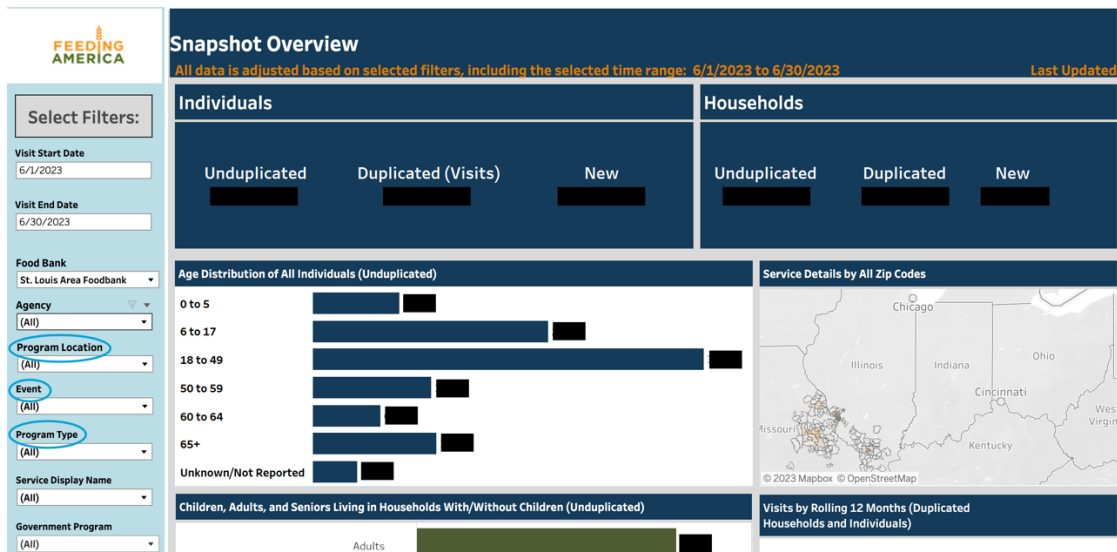 FEEDING
AMERICA
Snapshot Overview
All data is adjusted based on selected filters, including the selected time range: 6/1/2023 to 6/30/2023
Last Updated
Select Filters:
Visit Start Date
6/1/2023
Visit End Date
6/30/2023
Food Bank
St. Louis Area Foodbank
Agency
(All)
Program Location
(All)
Event
(All)
Program Type
(All)
Service Display Name
(All)
Government Program
(All)
Individuals
Unduplicated
Duplicated (Visits)
New
Households
Unduplicated
Duplicated
New
Age Distribution of All Individuals (Unduplicated)
0 to 5
6 to 17
18 to 49
50 to 59
60 to 64
65+
Unknown/Not Reported
Service Details by All Zip Codes
Chicago
Illinois
Indiana
Ohio
Cincinnati
Missouri
Kentucky
West
Virgin
© 2023 Mapbox © OpenStreetMap
Children, Adults, and Seniors Living in Households With/Without Children (Unduplicated)
Adults
Visits by Rolling 12 Months (Duplicated
Households and Individuals)